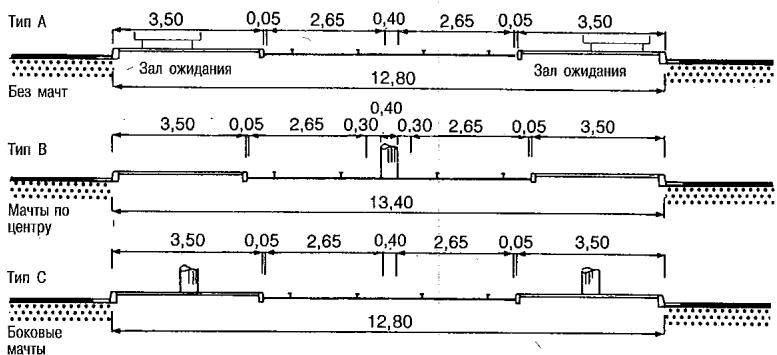 Тип А
3,50 0,05 2,65 0,40 2,65 0,05 3,50
Зал ожидания Зал ожидания
12,80
Без мачт
0,40
3,50 0,05 2,65 0,30 0,30 2,65 0,05 3,50
Тип В
13,40
Мачты по
центру
3,50 0,05 2,65 0,40 2,65 0,05 3,50
Тип С
12,80
Боковые
мачты